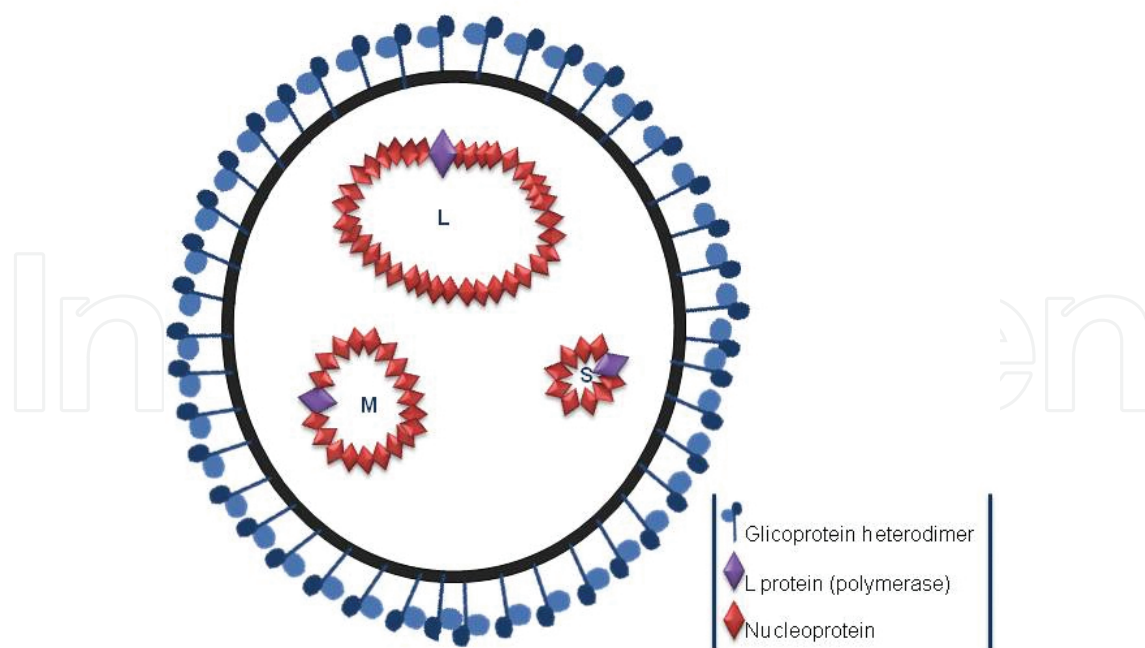 L
M
S
Glicoprotein heterodimer
L protein (polymerase)
Nucleoprotein